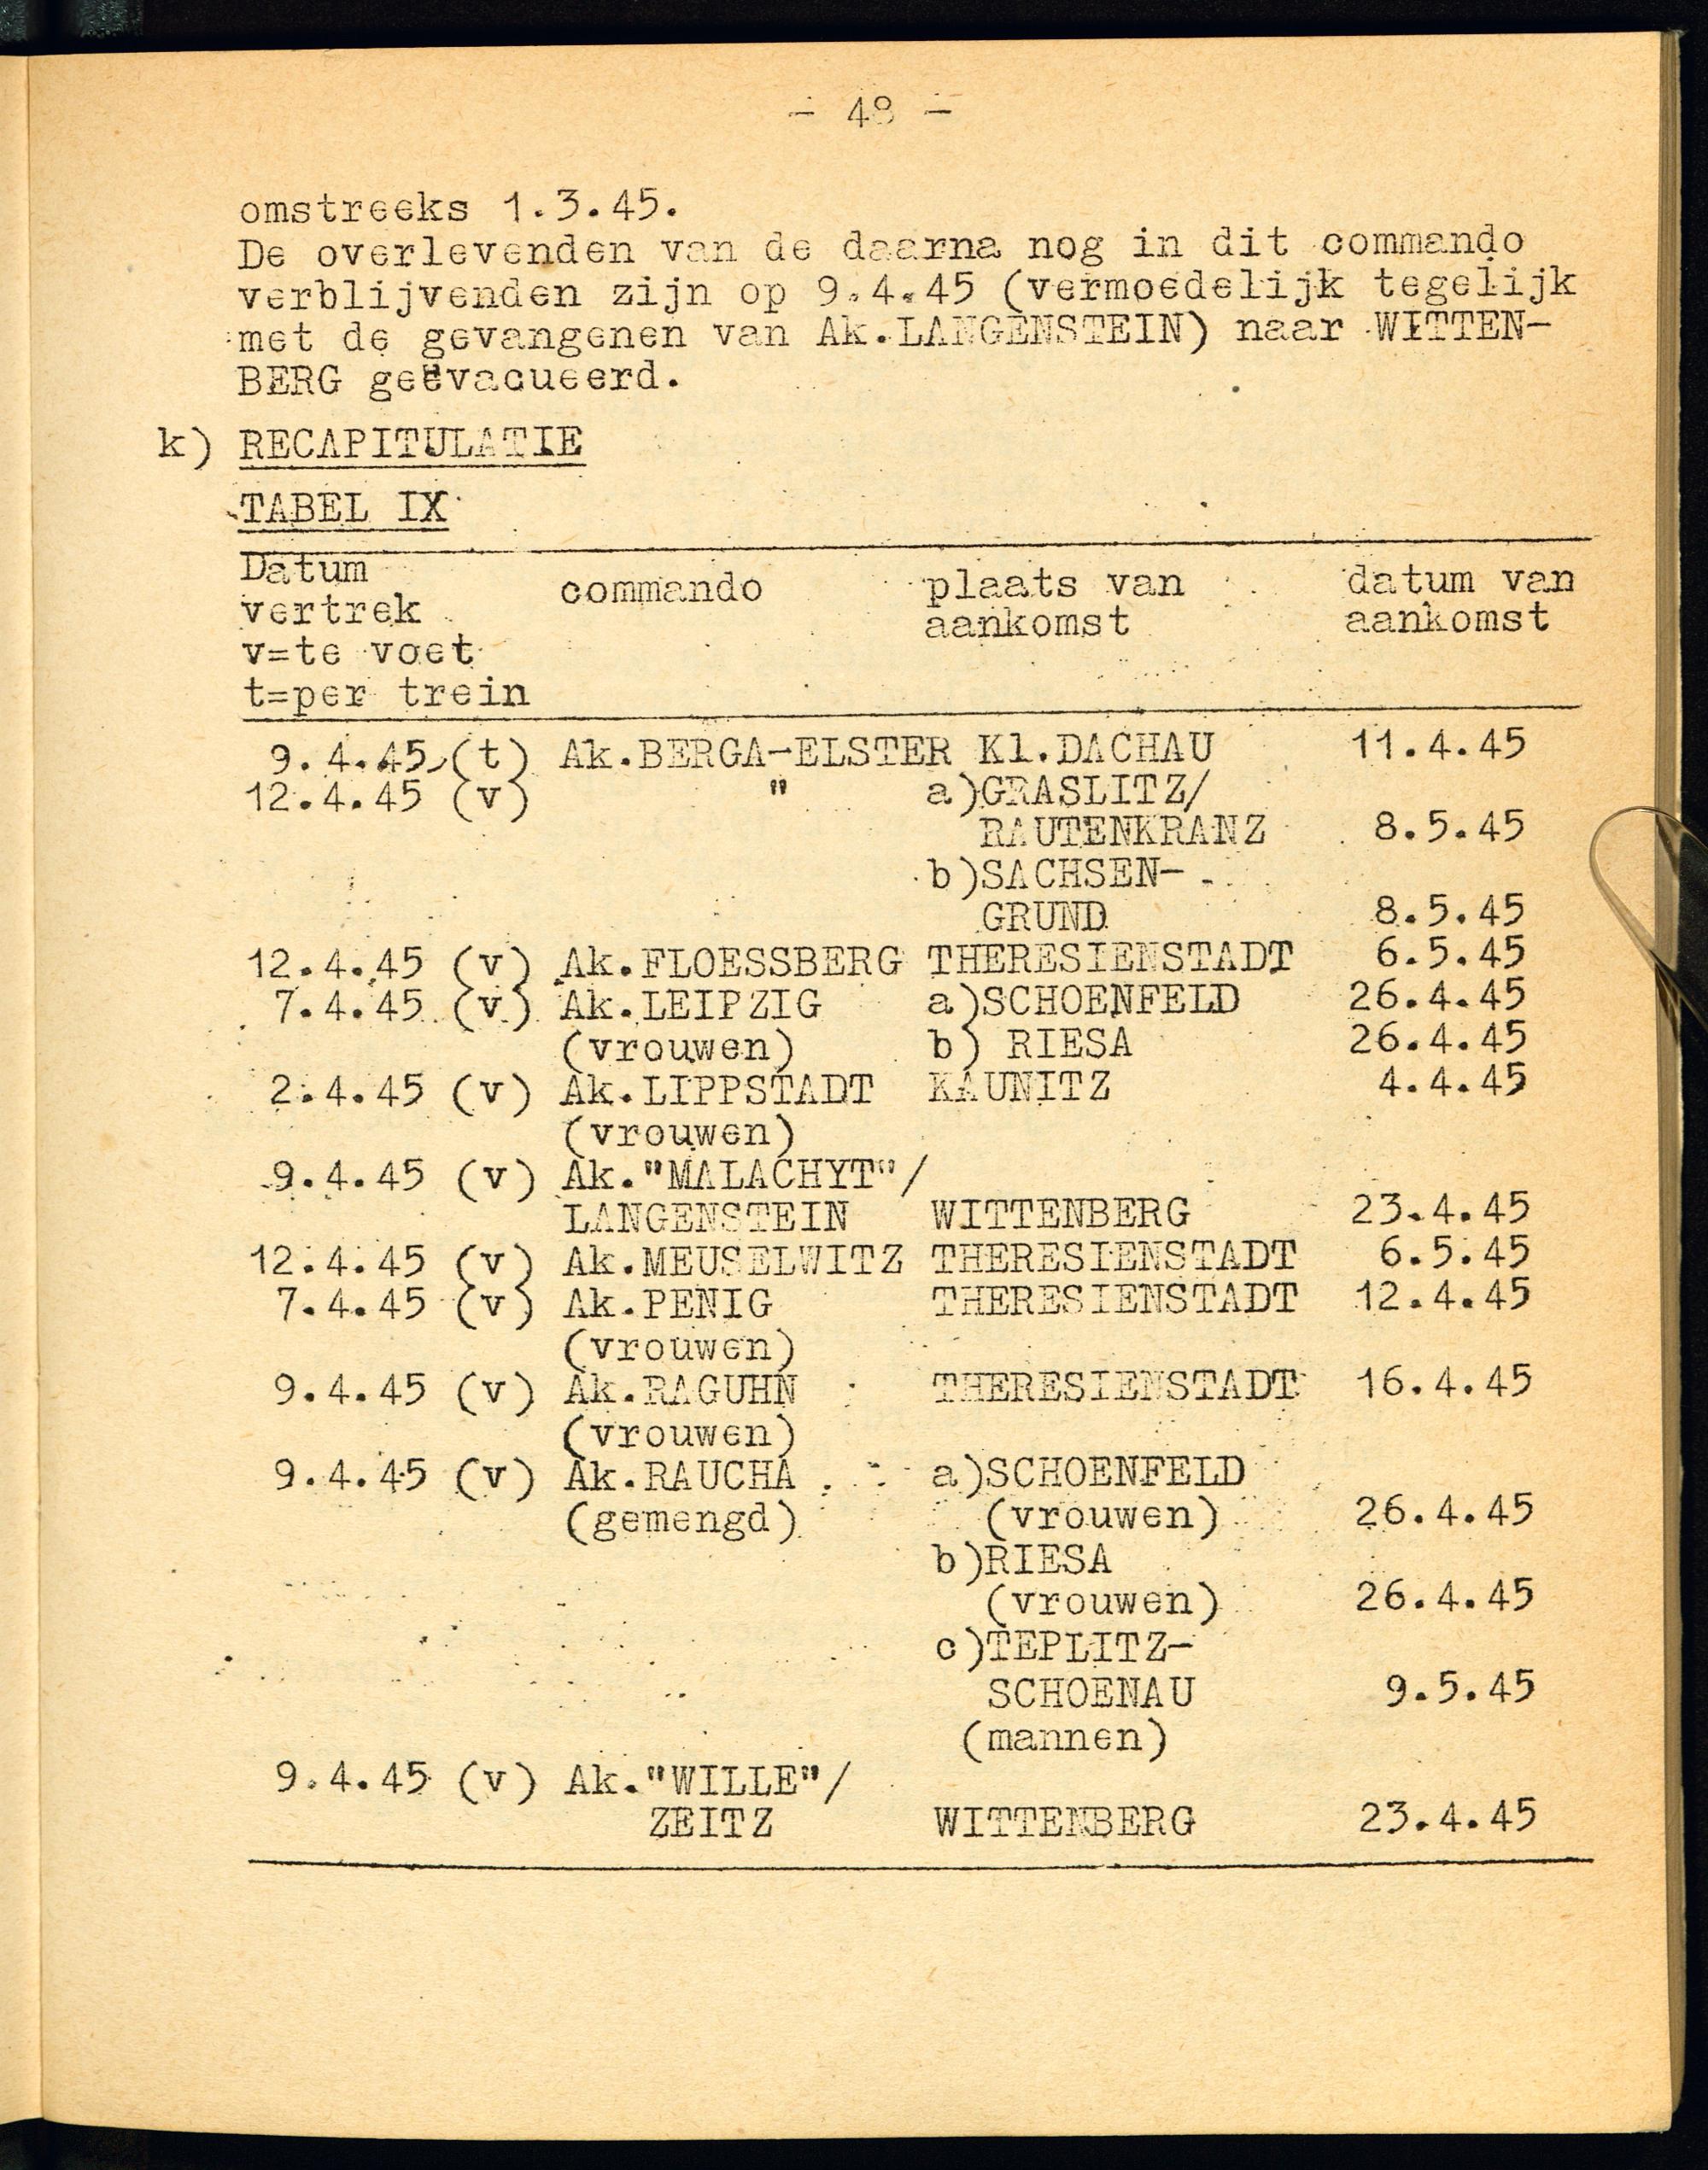 - 48 -
omstreeks 1.3.45.
De overlevenden van de daarna nog in dit commando
verblijvenden zijn op 9.4.45 (vermoedelijk tegelijk
met de gevangenen van Ak.LANGENSTEIN) naar WITTEN-
BERG geëvacueerd.
k) RECAPITULATIE
TABEL IX
Datum commando plaats van datum van
vertrek aankomst aankomst
v=te voet
t=per trein
9.4.45 (t) Ak.BERGA-ELSTER Kl.DACHAU 11.4.45
12.4.45 (v) " a)GRASLITZ/
RAUTENKRANZ 8.5.45
b)SACHSEN-
GRUND 8.5.45
12.4.45 (v) Ak.FLOESSBERG THERESIENSTADT 6.5.45
7.4.45 (v) Ak.LEIPZIG a)SCHOENFELD 26.4.45
(vrouwen) b) RIESA 26.4.45
2.4.45 (v) Ak.LIPPSTADT KAUNITZ 4.4.45
(vrouwen)
9.4.45 (v) Ak."MALACHYT"/
LANGENSTEIN WITTENBERG 23.4.45
12.4.45 (v) Ak.MEUSELWITZ THERESIENSTADT 6.5.45
7.4.45 (v) Ak.PENIG THERESIENSTADT 12.4.45
(vrouwen)
9.4.45 (v) Ak.RAGUHN THERESIENSTADT 16.4.45
(vrouwen)
9.4.45 (v) Ak.RAUCHA a)SCHOENFELD
(gemengd) (vrouwen) 26.4.45
b)RIESA
(vrouwen) 26.4.45
c)TEPLITZ-
SCHOENAU 9.5.45
(mannen)
9.4.45 (v) Ak."WILLE"/
ZEITZ WITTENBERG 23.4.45